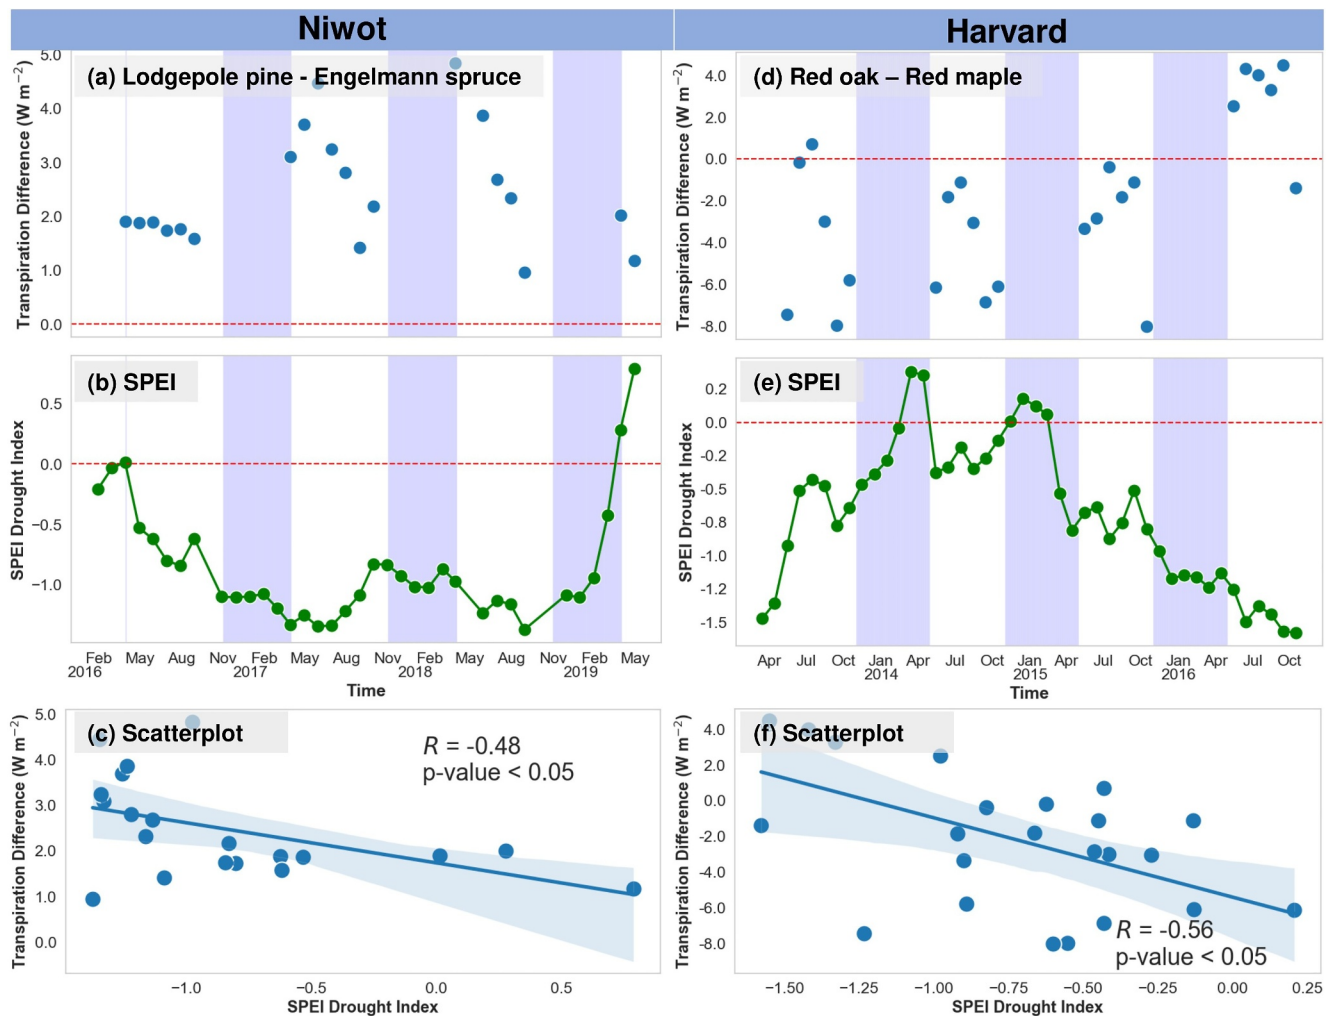 Niwot
Harvard
(a) Lodgepole pine - Engelmann spruce
Transpiration Difference (W m−2)
5.0
4.0
3.0
2.0
1.0
0.0
(d) Red oak – Red maple
Transpiration Difference (W m−2)
4.0
2.0
0.0
-2.0
-4.0
-6.0
-8.0
(b) SPEI
SPEI Drought Index
0.5
0.0
−0.5
−1.0
Feb May Aug Nov Feb May Aug Nov Feb May Aug Nov Feb May
2016 2017 2018 2019
Time
(e) SPEI
SPEI Drought Index
0.2
0.0
-0.2
-0.5
-0.8
-1.0
-1.2
-1.5
Apr Jul Oct Jan Apr Jul Oct Jan Apr Jul Oct Jan Apr Jul Oct
2014 2015 2016
Time
(c) Scatterplot
R = -0.48
p-value < 0.05
Transpiration Difference (W m−2)
5.0
4.0
3.0
2.0
1.0
0.0
−1.0 −0.5 0.0 0.5
SPEI Drought Index
(f) Scatterplot
Transpiration Difference (W m−2)
4.0
2.0
0.0
-2.0
-4.0
-6.0
-8.0
R = -0.56
p-value < 0.05
−1.50 −1.25 −1.00 −0.75 −0.50 −0.25 0.00 0.25
SPEI Drought Index